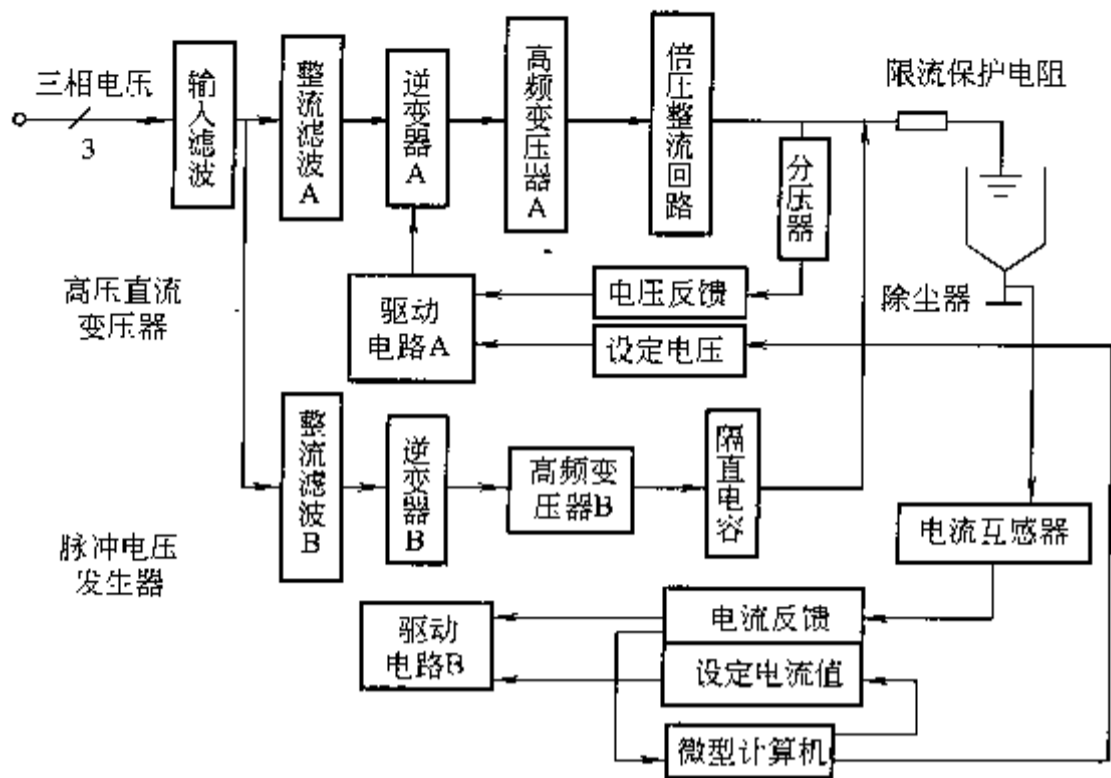 三相电压
3
输入滤波
整流滤波A
逆变器A
高频变压器A
倍压整流回路
限流保护电阻
分压器
除尘器
高压直流
变压器
驱动
电路A
电压反馈
设定电压
整流滤波B
逆变器B
高频变
压器B
隔直电容
脉冲电压
发生器
电流互感器
驱动
电路B
电流反馈
设定电流值
微型计算机